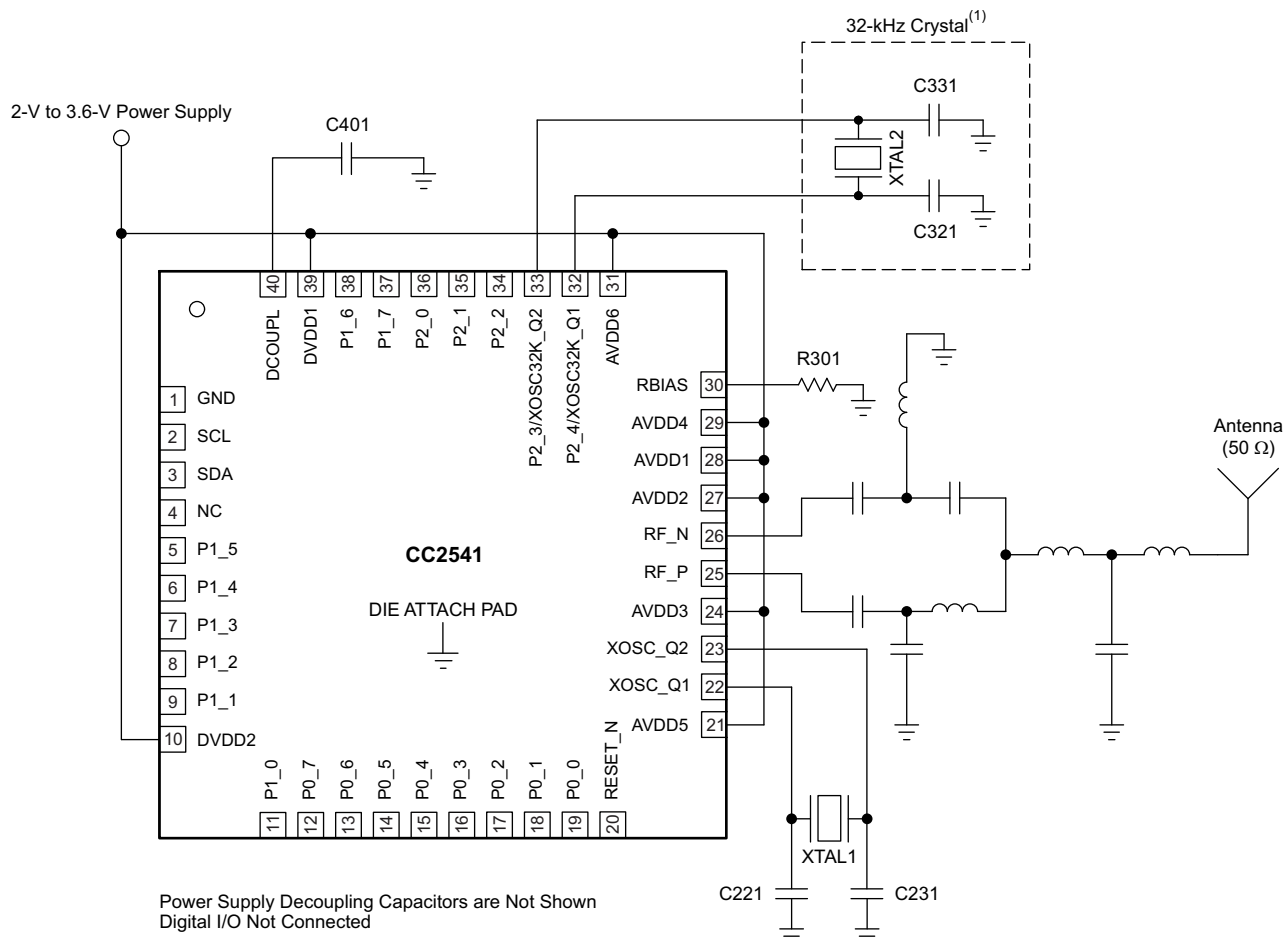 32-kHz Crystal(1)
2-V to 3.6-V Power Supply
C401
C331
XTAL2
C321
40
39
38
37
36
35
34
33
32
31
DCOUPL
DVDD1
P1_6
P1_7
P2_0
P2_1
P2_2
P2_3/XOSC32K_Q2
P2_4/XOSC32K_Q1
AVDD6
1 GND
2 SCL
3 SDA
4 NC
5 P1_5
6 P1_4
7 P1_3
8 P1_2
9 P1_1
10 DVDD2
CC2541
DIE ATTACH PAD
RBIAS 30
AVDD4 29
AVDD1 28
AVDD2 27
RF_N 26
RF_P 25
AVDD3 24
XOSC_Q2 23
XOSC_Q1 22
AVDD5 21
R301
Antenna
(50 Ω)
P1_0
P0_7
P0_6
P0_5
P0_4
P0_3
P0_2
P0_1
P0_0
RESET_N
11
12
13
14
15
16
17
18
19
20
XTAL1
C221
C231
Power Supply Decoupling Capacitors are Not Shown
Digital I/O Not Connected